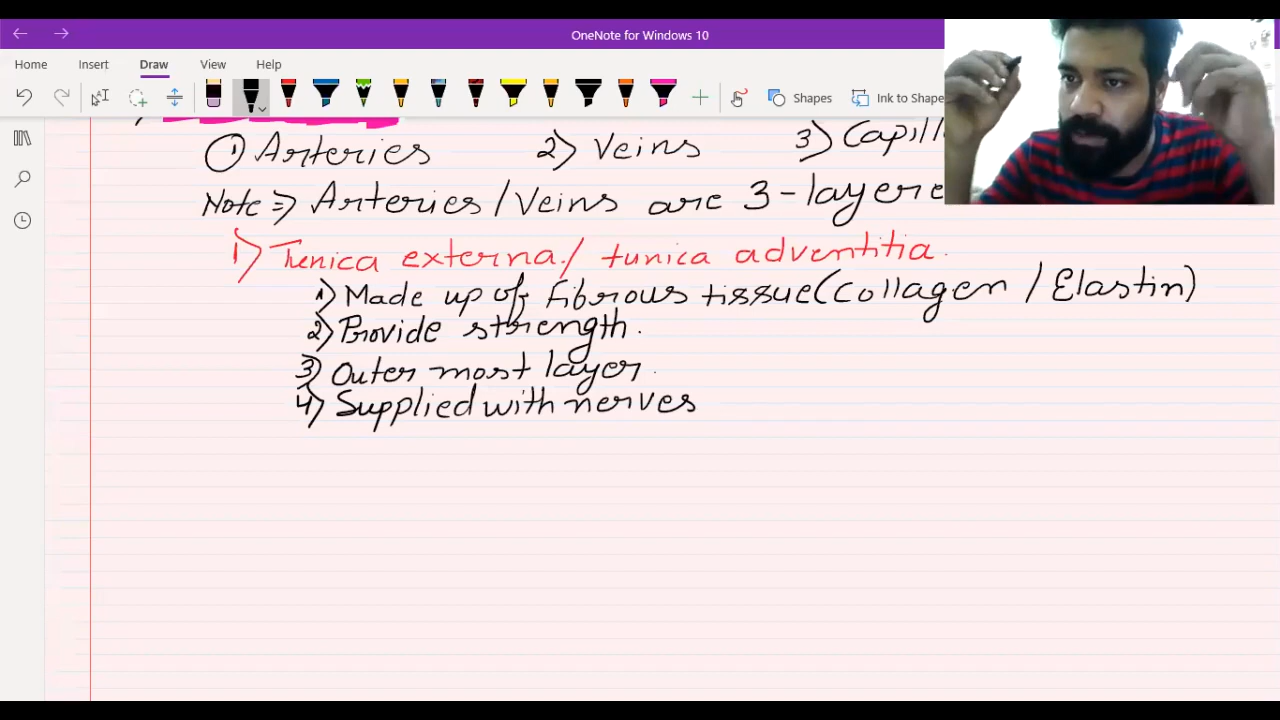 OneNote for Windows 10
Home Insert Draw View Help
Shapes Ink to Shape
① Arteries 2) Veins 3) Capill
Note ⇒ Arteries / Veins are 3-layere
1) Tunica externa / tunica adventitia.
1) Made up of Fibrous tissue (Collagen / Elastin)
2) Provide strength.
3) Outer most layer.
4) Supplied with nerves